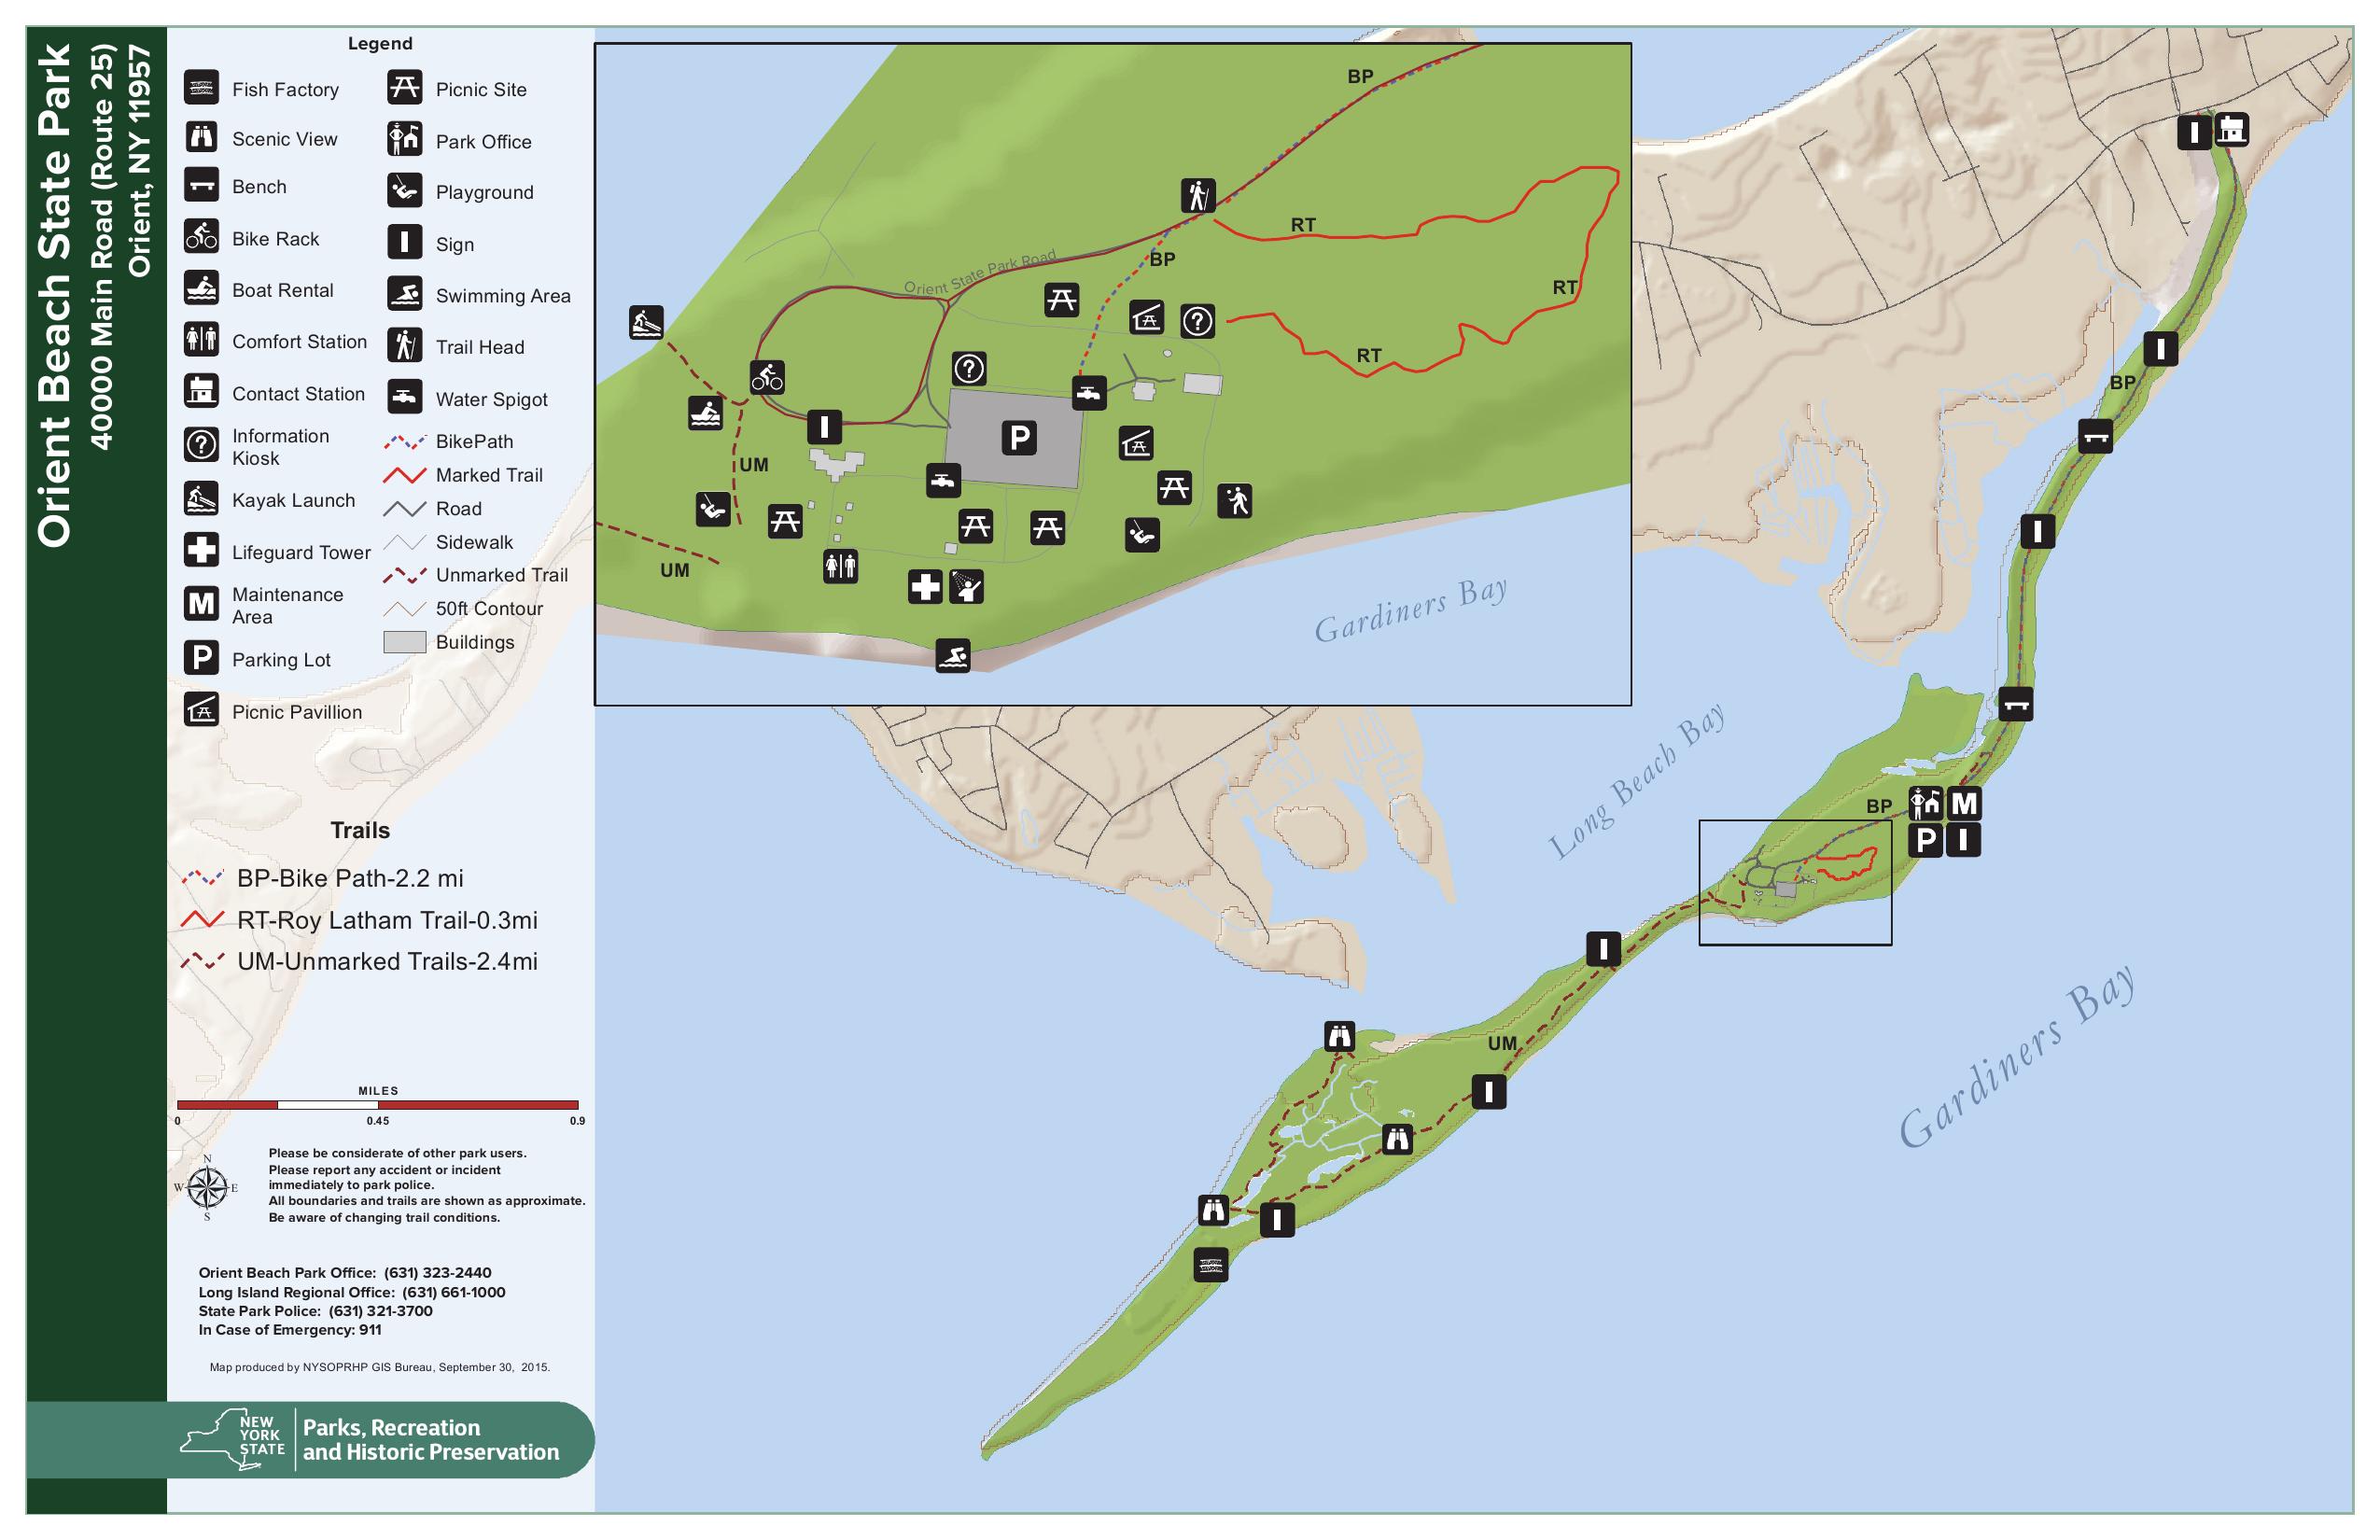 Orient Beach State Park
40000 Main Road (Route 25)
Orient, NY 11957
Legend
Fish Factory
Scenic View
Bench
Bike Rack
Boat Rental
Comfort Station
Contact Station
Information
Kiosk
Kayak Launch
Lifeguard Tower
M
Maintenance
Area
P
Parking Lot
Picnic Pavillion
Picnic Site
Park Office
Playground
Sign
Swimming Area
Trail Head
Water Spigot
BikePath
Marked Trail
Road
Sidewalk
Unmarked Trail
50ft Contour
Buildings
Trails
BP-Bike Path-2.2 mi
RT-Roy Latham Trail-0.3mi
UM-Unmarked Trails-2.4mi
MILES
0 0.45 0.9
N
W E
S
Please be considerate of other park users.
Please report any accident or incident
immediately to park police.
All boundaries and trails are shown as approximate.
Be aware of changing trail conditions.
Orient Beach Park Office: (631) 323-2440
Long Island Regional Office: (631) 661-1000
State Park Police: (631) 321-3700
In Case of Emergency: 911
Map produced by NYSOPRHP GIS Bureau, September 30, 2015.
NEW
YORK
STATE
Parks, Recreation
and Historic Preservation
BP
RT
BP
Orient State Park Road
RT
?
RT
?
P
UM
UM
Gardiners Bay
BP
Long Beach Bay
BP
M
P
UM
Gardiners Bay